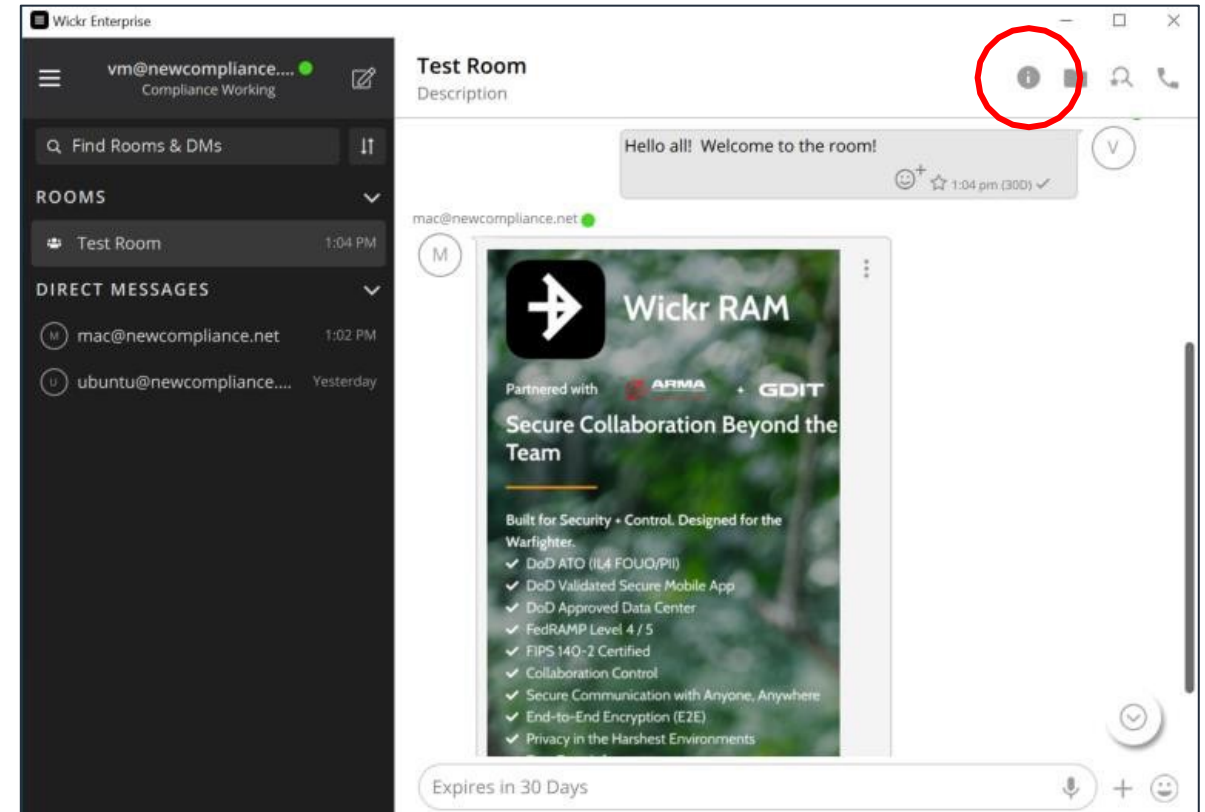 Wickr Enterprise
vm@newcompliance....
Compliance Working
Find Rooms & DMs
ROOMS
Test Room 1:04 PM
DIRECT MESSAGES
M mac@newcompliance.net 1:02 PM
U ubuntu@newcompliance.... Yesterday
Test Room
Description
Hello all! Welcome to the room!
1:04 pm (30D)
V
mac@newcompliance.net
M
Wickr RAM
Partnered with ARMA + GDIT
Secure Collaboration Beyond the
Team
Built for Security + Control. Designed for the
Warfighter.
DoD ATO (IL4 FOUO/PII)
DoD Validated Secure Mobile App
DoD Approved Data Center
FedRAMP Level 4 / 5
FIPS 140-2 Certified
Collaboration Control
Secure Communication with Anyone, Anywhere
End-to-End Encryption (E2E)
Privacy in the Harshest Environments
Expires in 30 Days